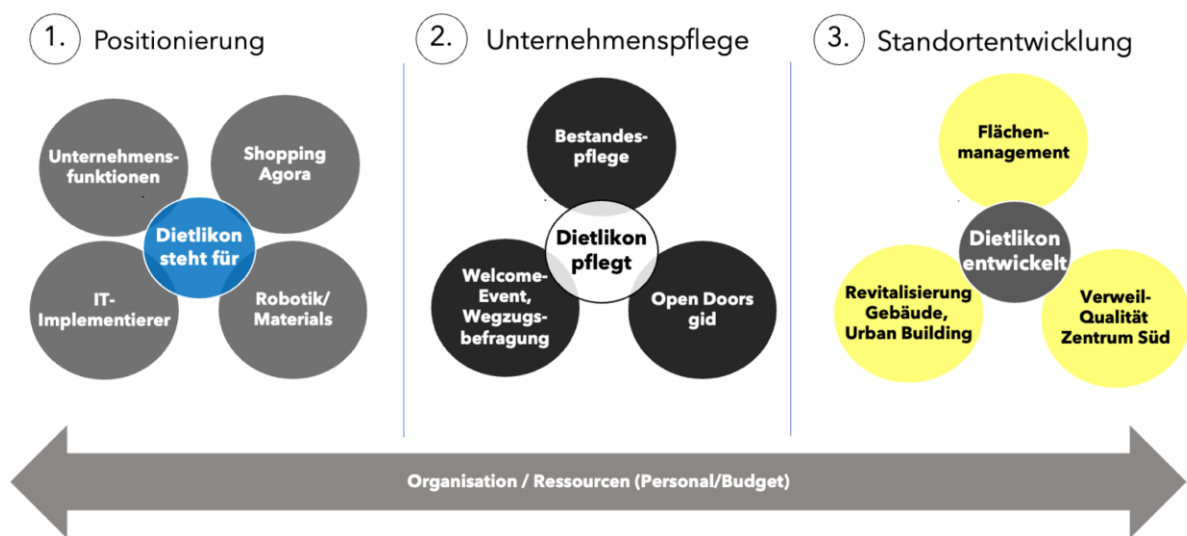 1. Positionierung
Unternehmens-
funktionen
Shopping
Agora
Dietlikon
steht für
IT-
Implementierer
Robotik/
Materials
2. Unternehmenspflege
Bestandes-
pflege
Dietlikon
pflegt
Welcome-
Event,
Wegzugs-
befragung
Open Doors
gid
3. Standortentwicklung
Flächen-
management
Dietlikon
entwickelt
Revitalisierung
Gebäude,
Urban Building
Verweil-
Qualität
Zentrum Süd
Organisation / Ressourcen (Personal/Budget)